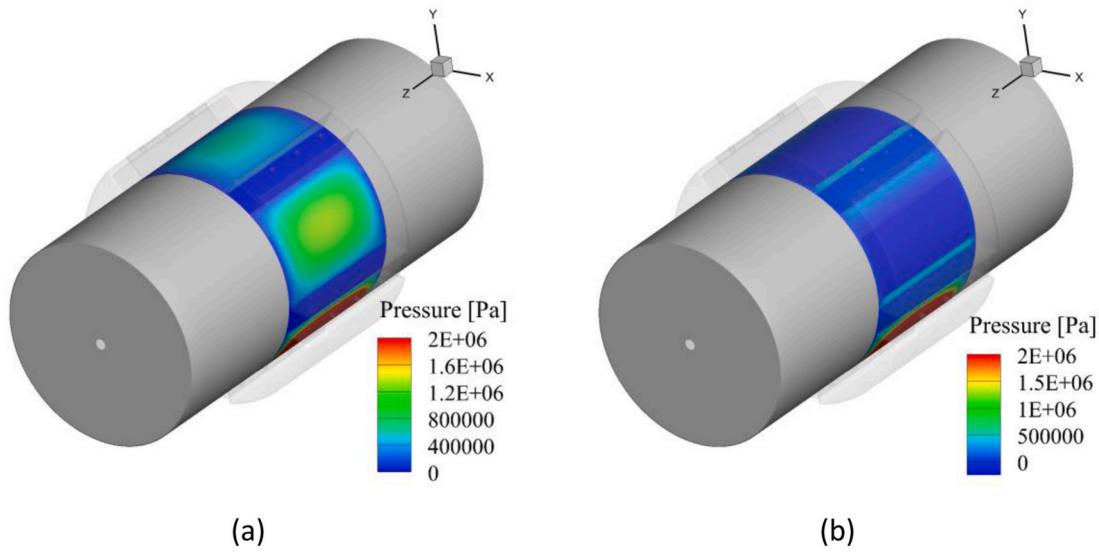 Y
X
Z
Pressure [Pa]
2E+06
1.6E+06
1.2E+06
800000
400000
0
(a)
Y
X
Z
Pressure [Pa]
2E+06
1.5E+06
1E+06
500000
0
(b)